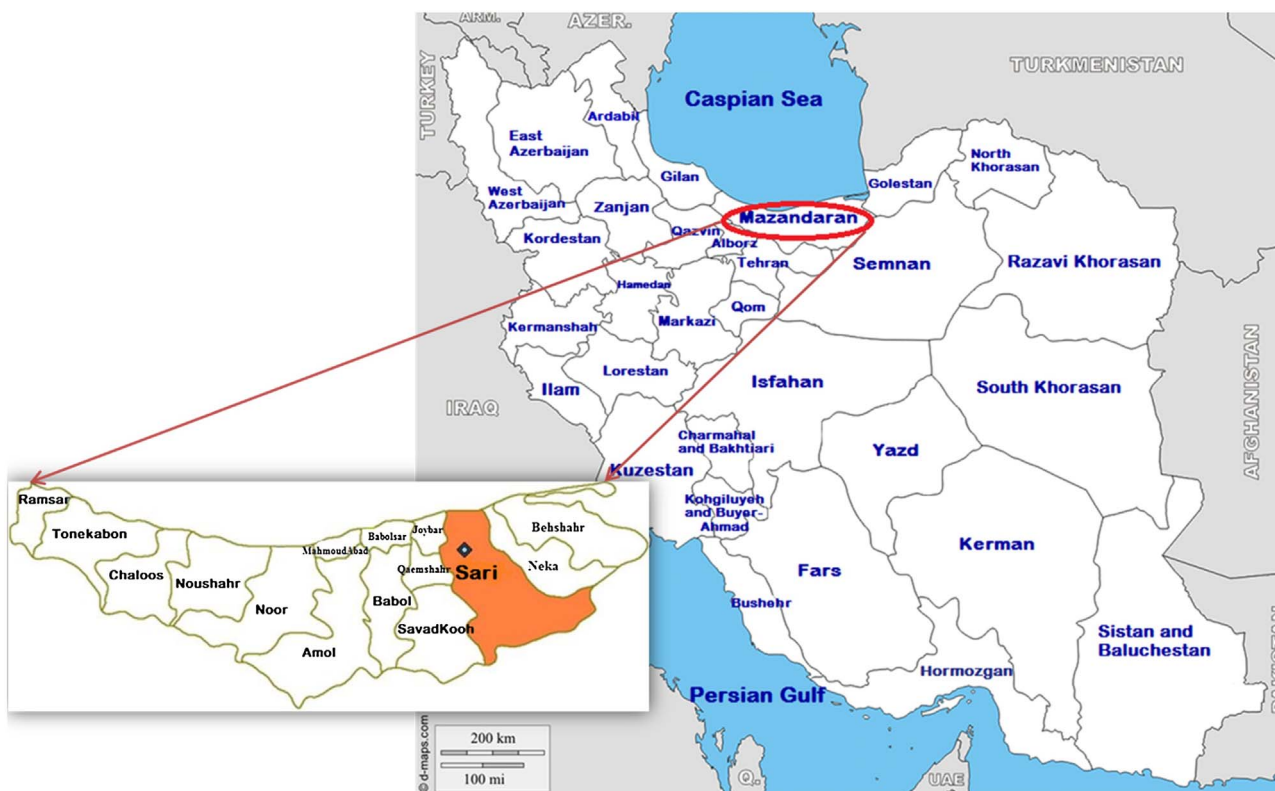 ARM.
AZER.
TURKEY
TURKMENISTAN
Caspian Sea
Ardabil
East
Azerbaijan
North
Khorasan
Gilan
Golestan
West
Azerbaijan
Zanjan
Mazandaran
Qazvin
Kordestan
Alborz
Tehran
Semnan
Razavi Khorasan
Hamedan
Qom
Kermanshah
Markazi
Lorestan
Isfahan
Ilam
South Khorasan
IRAQ
AFGHANISTAN
Charmahal
and Bakhtiari
Yazd
Kuzestan
Kohgiluyeh
and Buyer-
Ahmad
Kerman
Fars
Bushehr
Sistan and
Baluchestan
Hormozgan
Persian Gulf
Q.
UAE
200 km
100 mi
© d-maps.com
Ramsar
Tonekabon
Chaloos
Noushahr
Noor
MahmoudAbad
Amol
Babolsar
Babol
Joybar
Qaemshahr
SavadKooh
Sari
Behshahr
Neka